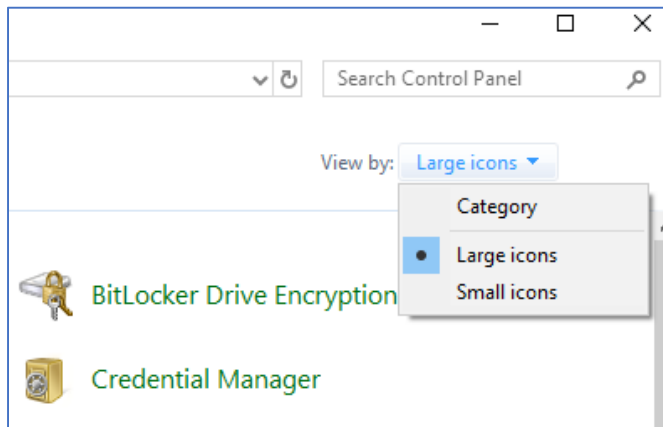 Search Control Panel
View by: Large icons
Category
Large icons
Small icons
BitLocker Drive Encryption
Credential Manager